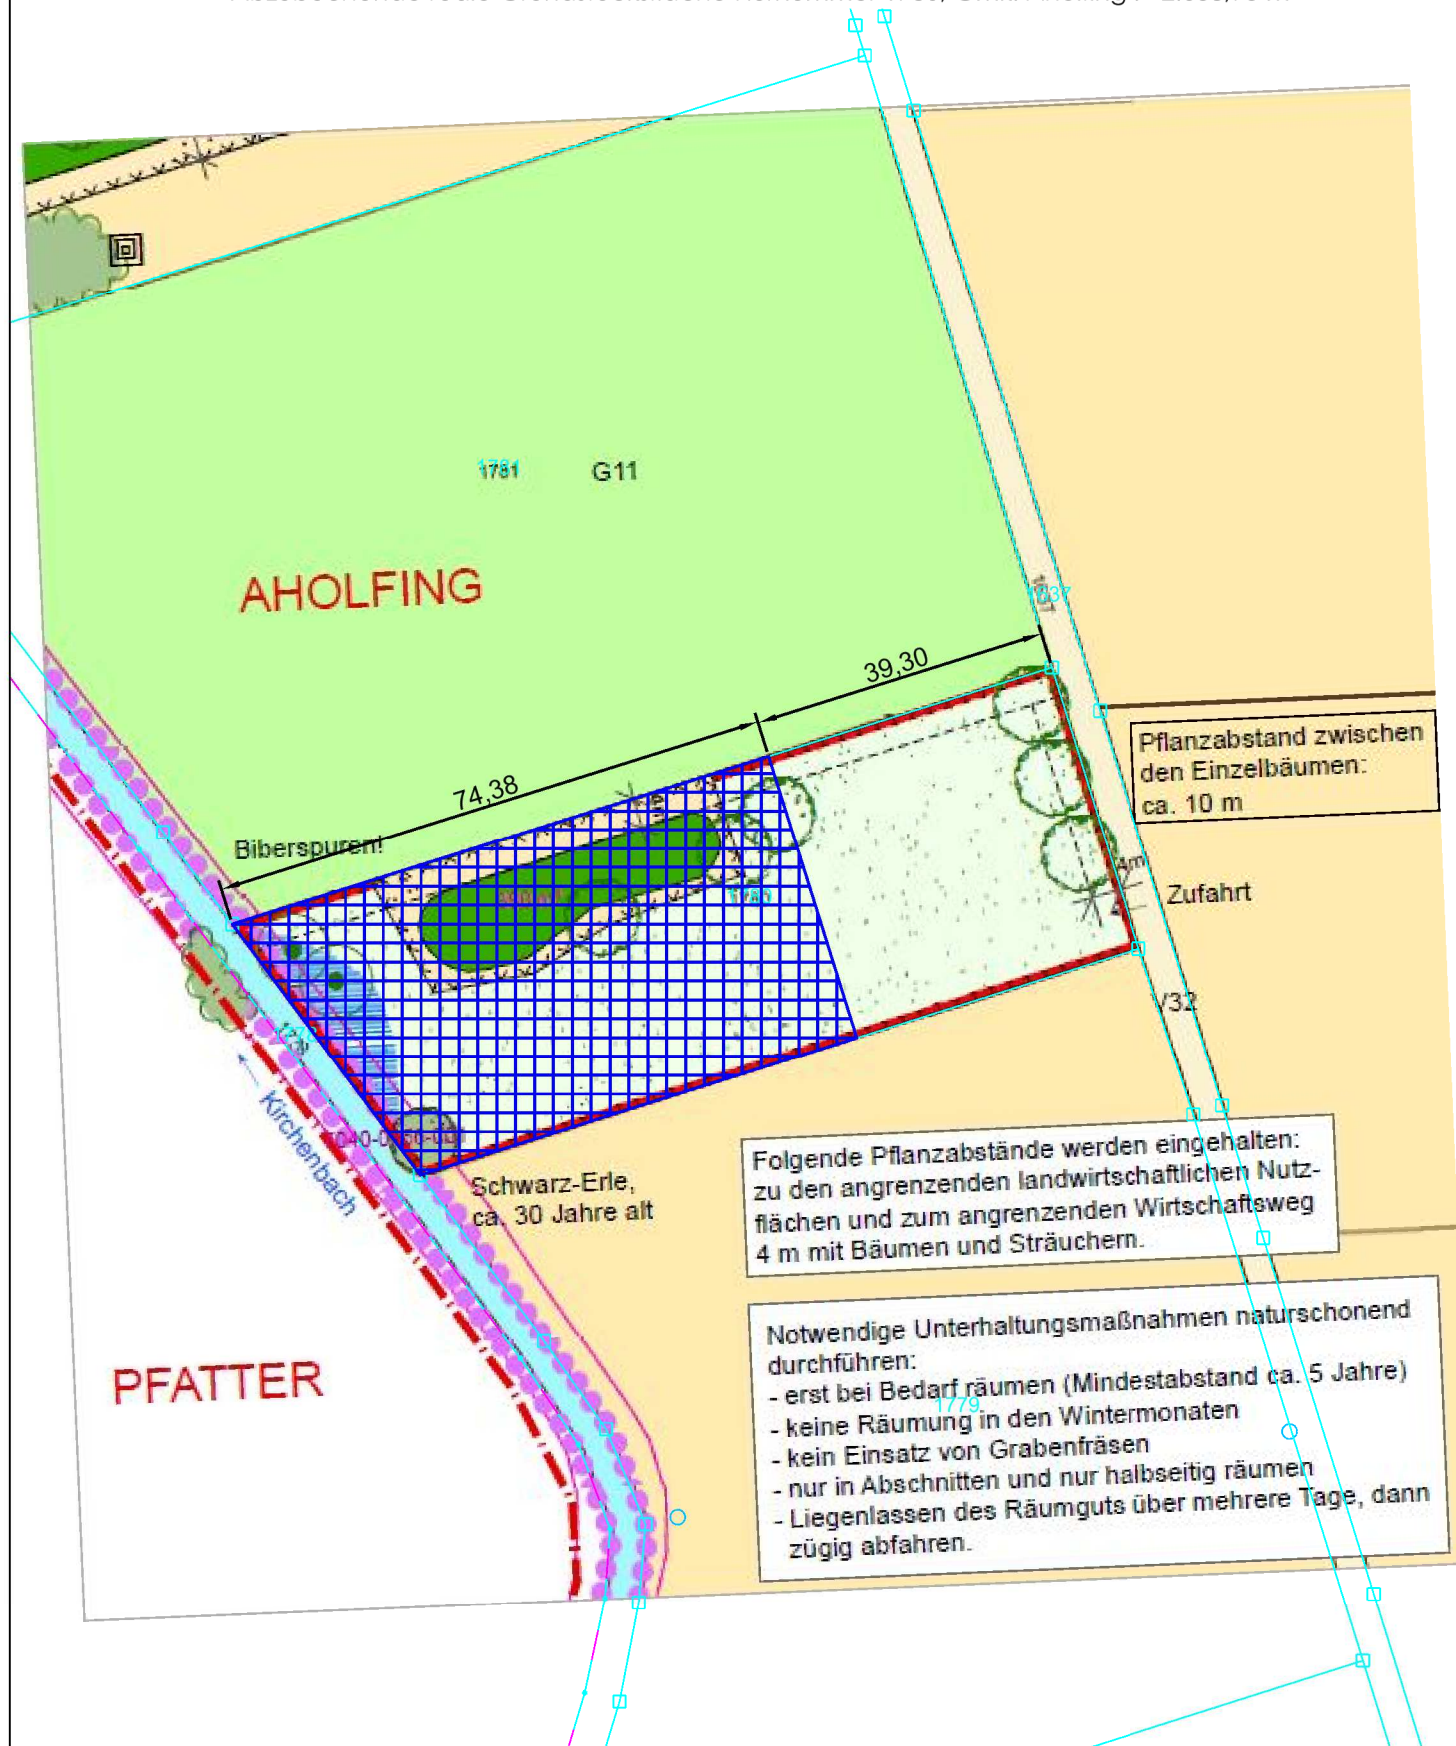 1781
G11
AHOLFING
1637
39,30
74,38
Pflanzabstand zwischen
den Einzelbäumen:
ca. 10 m
Biberspuren!
4m
Zufahrt
1780
V32
Kirchenbach
Schwarz-Erle,
ca. 30 Jahre alt
Folgende Pflanzabstände werden eingehalten:
zu den angrenzenden landwirtschaftlichen Nutz-
flächen und zum angrenzenden Wirtschaftsweg
4 m mit Bäumen und Sträuchern.
PFATTER
Notwendige Unterhaltungsmaßnahmen naturschonend
durchführen:
- erst bei Bedarf räumen (Mindestabstand ca. 5 Jahre)
1779
- keine Räumung in den Wintermonaten
- kein Einsatz von Grabenfräsen
- nur in Abschnitten und nur halbseitig räumen
- Liegenlassen des Räumguts über mehrere Tage, dann
zügig abfahren.